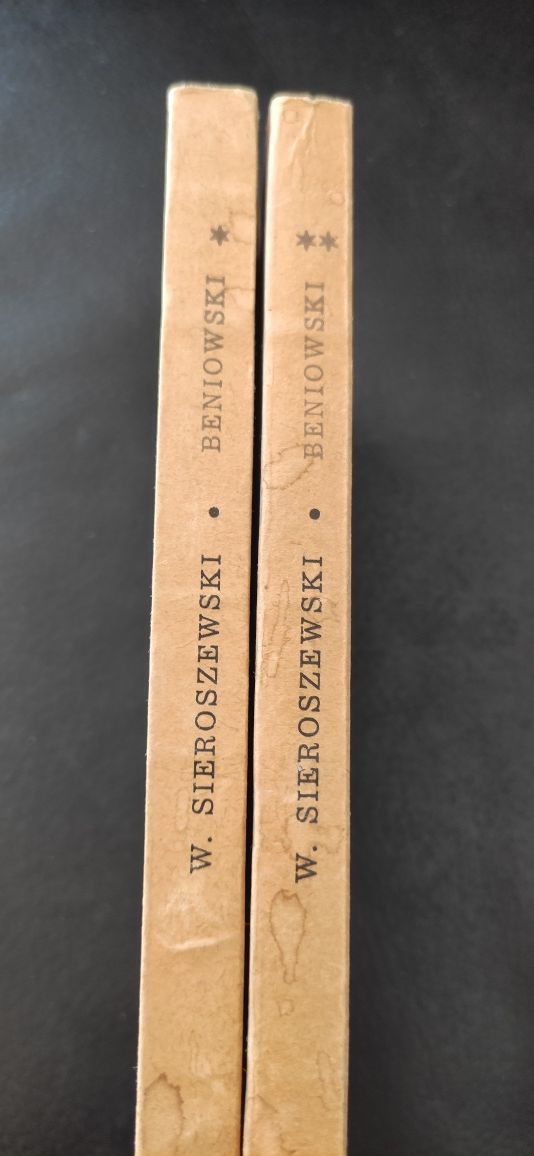 W. SIEROSZEWSKI • BENIOWSKI *
W. SIEROSZEWSKI • BENIOWSKI **